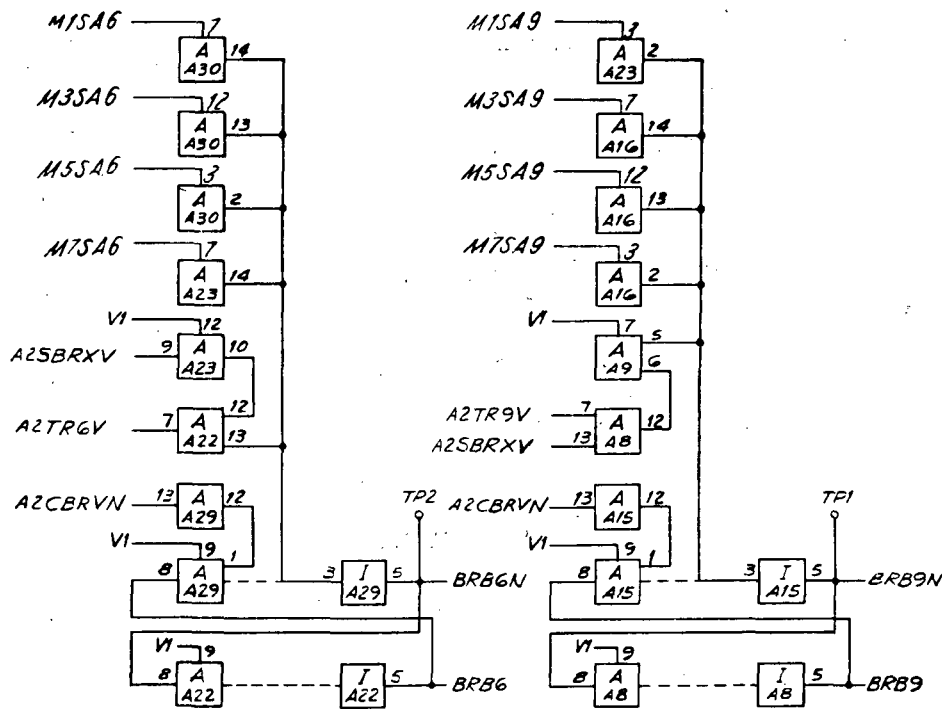 M1SA6 7
A
A30 14
M3SA6 12
A
A30 13
M5SA6 3
A
A30 2
M7SA6 7
A
A23 14
V1 12
A2SBRXV 9
A
A23 10
A2TR6V 7
A
A22 12
13
A2CBRVN 13
A
A29 12
V1 9
8
A
A29 1
3
I
A29 5
TP2
BRB6N
V1 9
8
A
A22
I
A22 5
BRB6
M1SA9 3
A
A23 2
M3SA9 7
A
A16 14
M5SA9 12
A
A16 13
M7SA9 3
A
A16 2
V1 7
A
A9 5
6
A2TR9V 7
A2SBRXV 13
A
A8 12
A2CBRVN 13
A
A15 12
V1 9
8
A
A15 1
3
I
A15 5
TP1
BRB9N
V1 9
8
A
A8
I
A8 5
BRB9